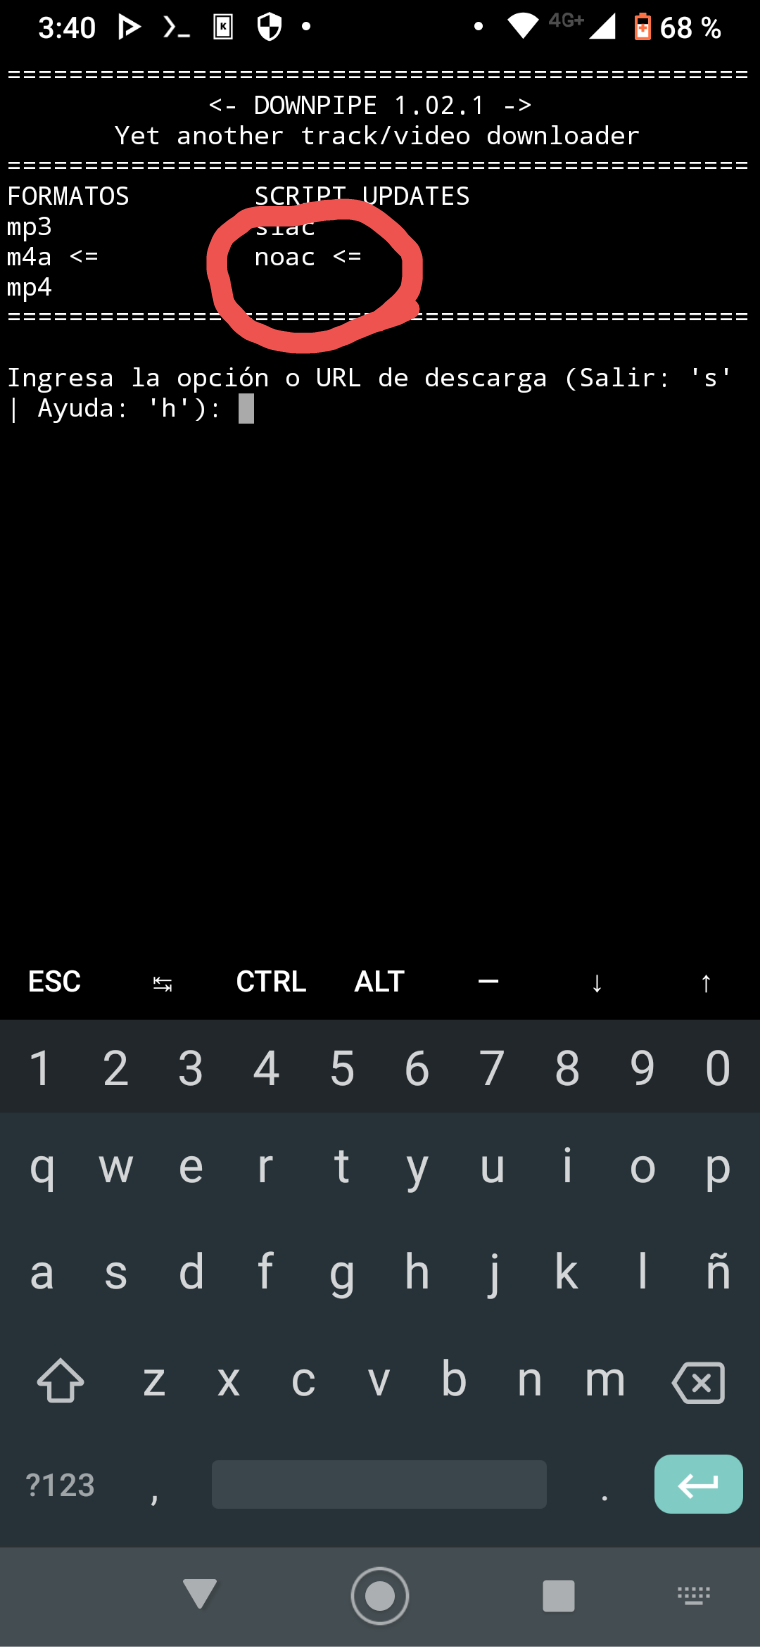 3:40 4G+ 68 %
==================================================
<- DOWNPIPE 1.02.1 ->
Yet another track/video downloader
==================================================
FORMATOS SCRIPT UPDATES
mp3 siac
m4a <= noac <=
mp4
==================================================
Ingresa la opción o URL de descarga (Salir: 's'
| Ayuda: 'h'):
ESC ↹ CTRL ALT — ↓ ↑
1 2 3 4 5 6 7 8 9 0
q w e r t y u i o p
a s d f g h j k l ñ
z x c v b n m
?123 , .